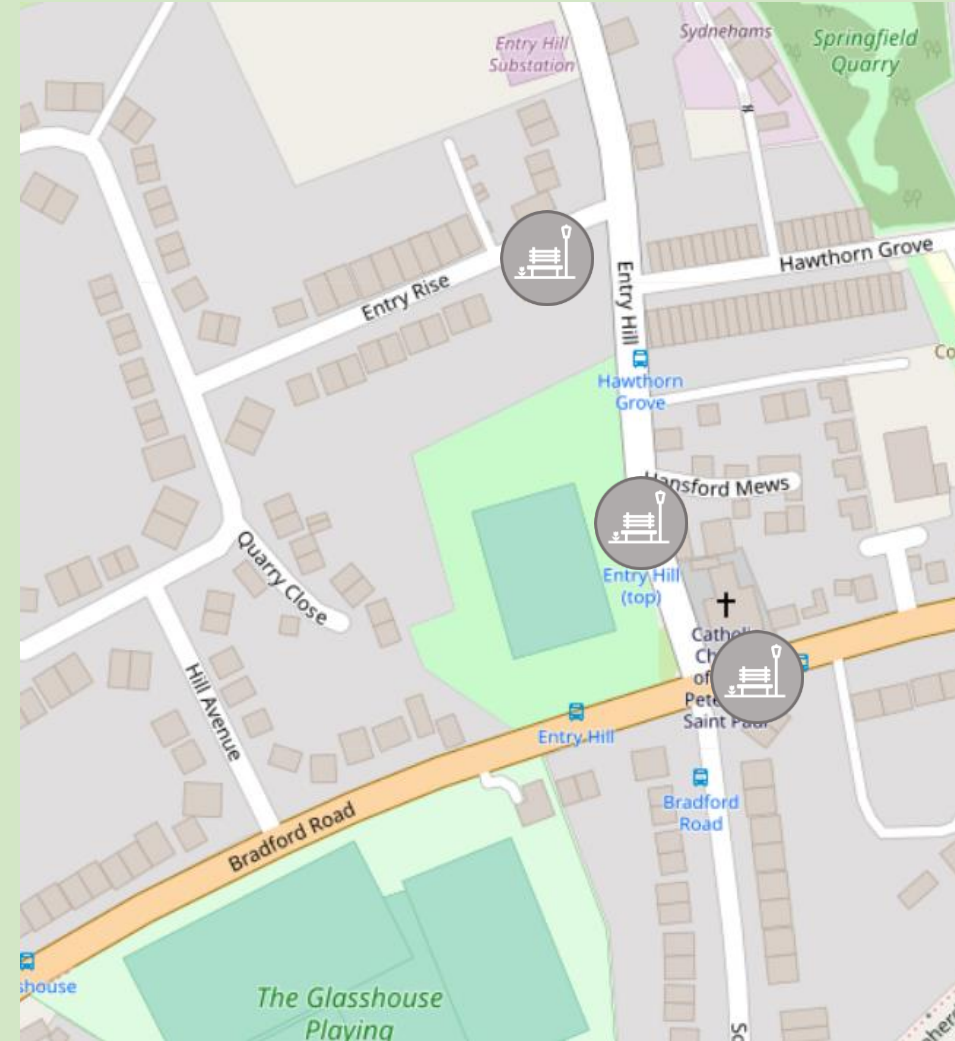 Entry Hill
Substation
Sydnehams
Springfield
Quarry
Hawthorn Grove
Entry Rise
Entry Hill
Hawthorn
Grove
Hansford Mews
Quarry Close
Entry Hill
(top)
Hill Avenue
Saint Paul
Entry Hill
Bradford
Road
Bradford Road
The Glasshouse
Playing